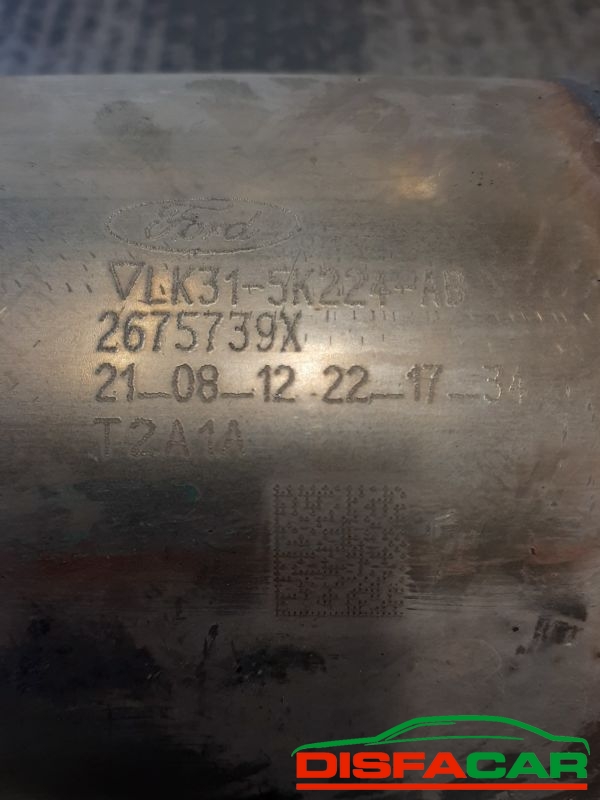 Ford
VLK31-5K224-AB
2675739X
21-08-12 22-17-34
T2A1A
DISFACAR